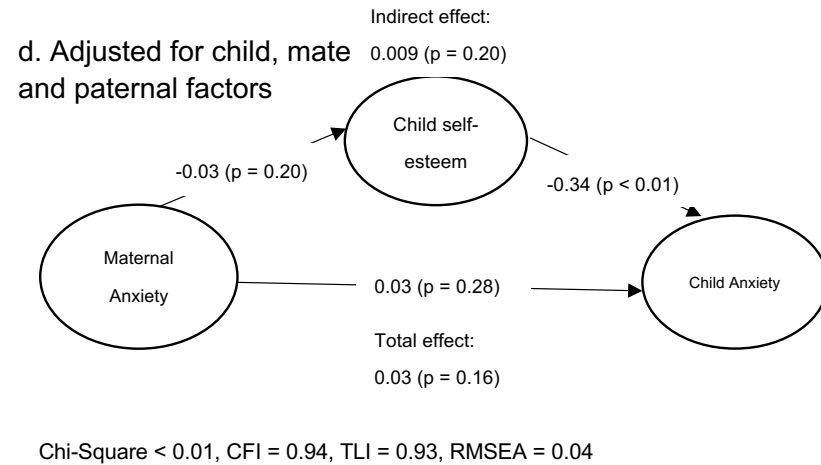 Indirect effect:
0.009 (p = 0.20)
d. Adjusted for child, mate
and paternal factors
Child self-
esteem
-0.03 (p = 0.20)
-0.34 (p < 0.01)
Maternal
Anxiety
0.03 (p = 0.28)
Child Anxiety
Total effect:
0.03 (p = 0.16)
Chi-Square < 0.01, CFI = 0.94, TLI = 0.93, RMSEA = 0.04